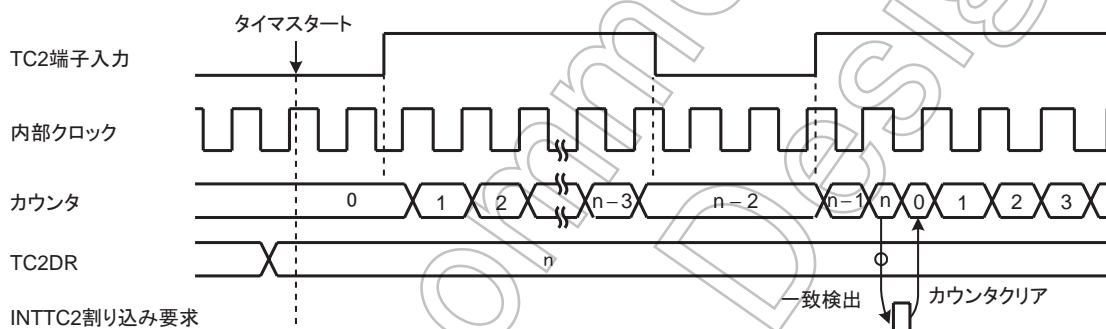 タイマスタート
TC2端子入力
内部クロック
カウンタ
0 1 2 n−3 n−2 n−1 n 0 1 2 3
TC2DR
n
一致検出
カウンタクリア
INTTC2割り込み要求